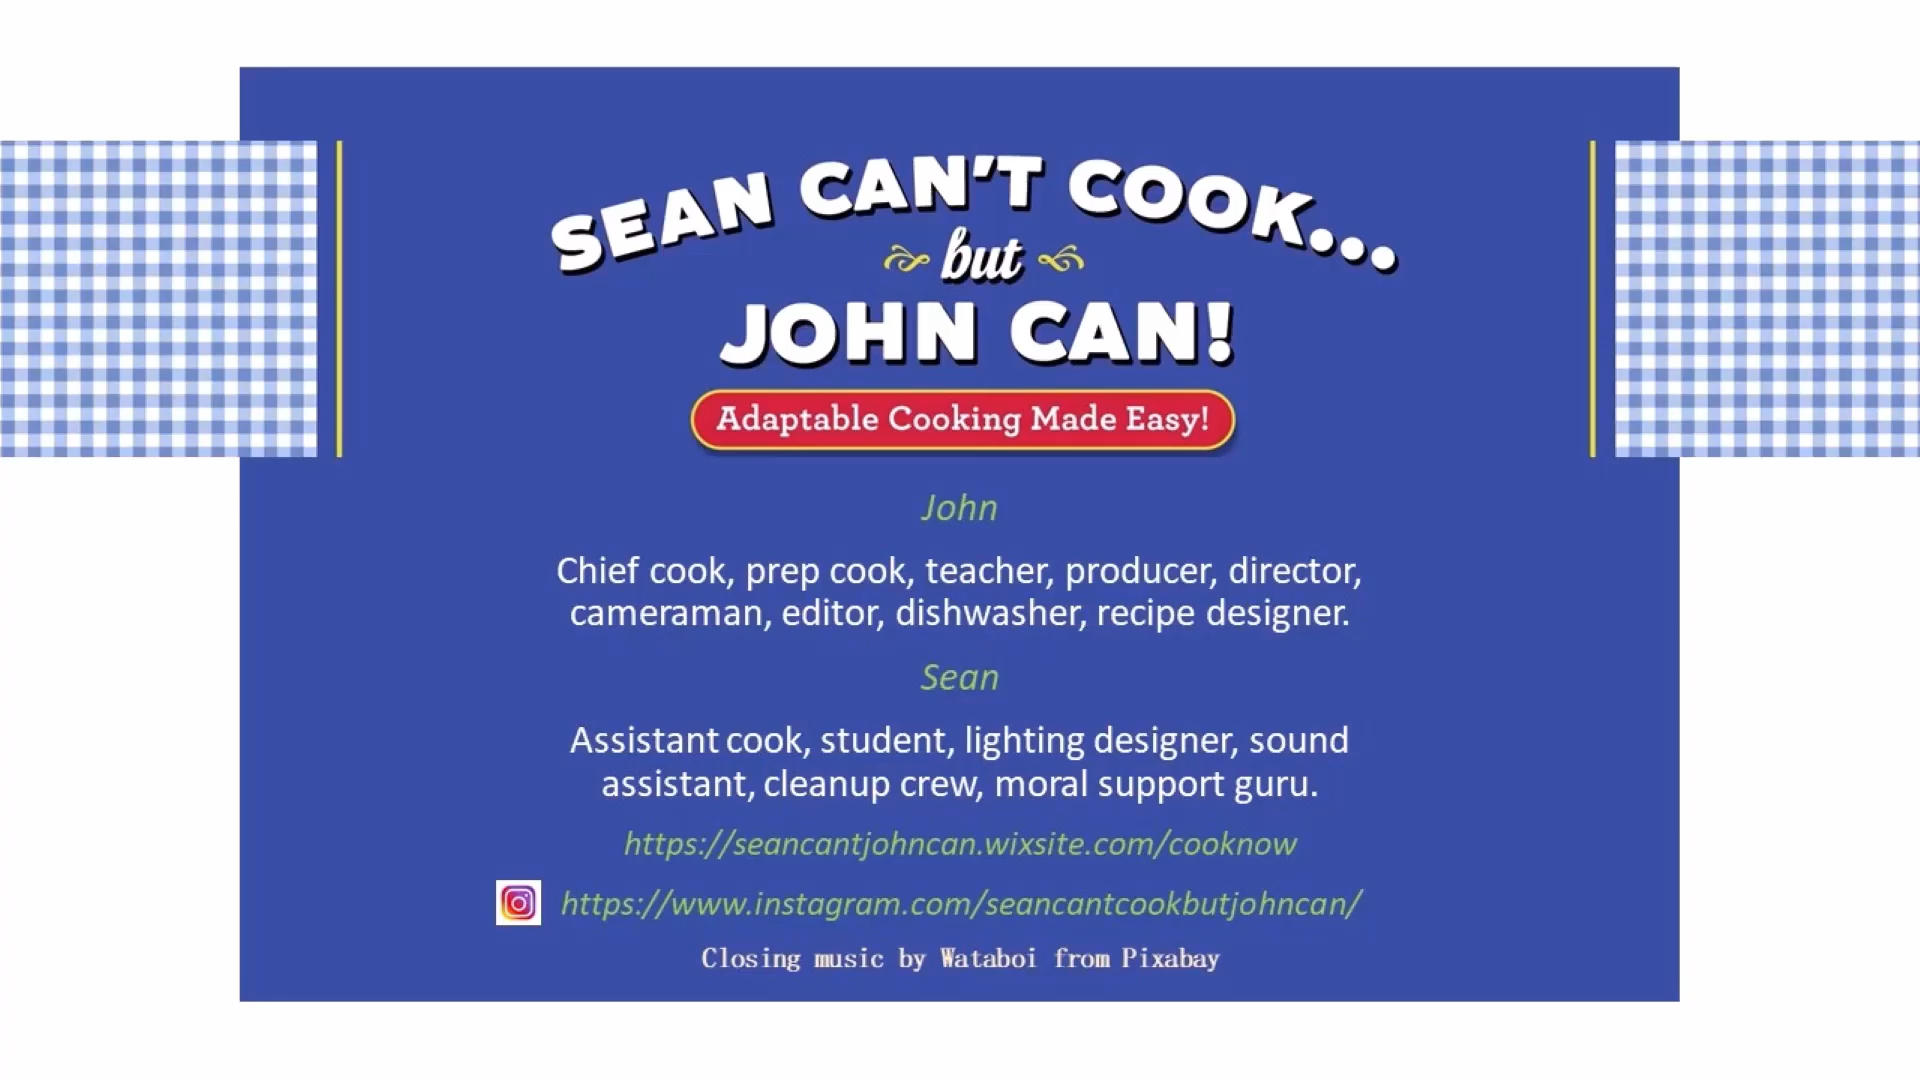 SEAN CAN'T COOK...
but
JOHN CAN!
Adaptable Cooking Made Easy!
John
Chief cook, prep cook, teacher, producer, director,
cameraman, editor, dishwasher, recipe designer.
Sean
Assistant cook, student, lighting designer, sound
assistant, cleanup crew, moral support guru.
https://seancantjohncan.wixsite.com/cooknow
https://www.instagram.com/seancantcookbutjohncan/
Closing music by Wataboi from Pixabay